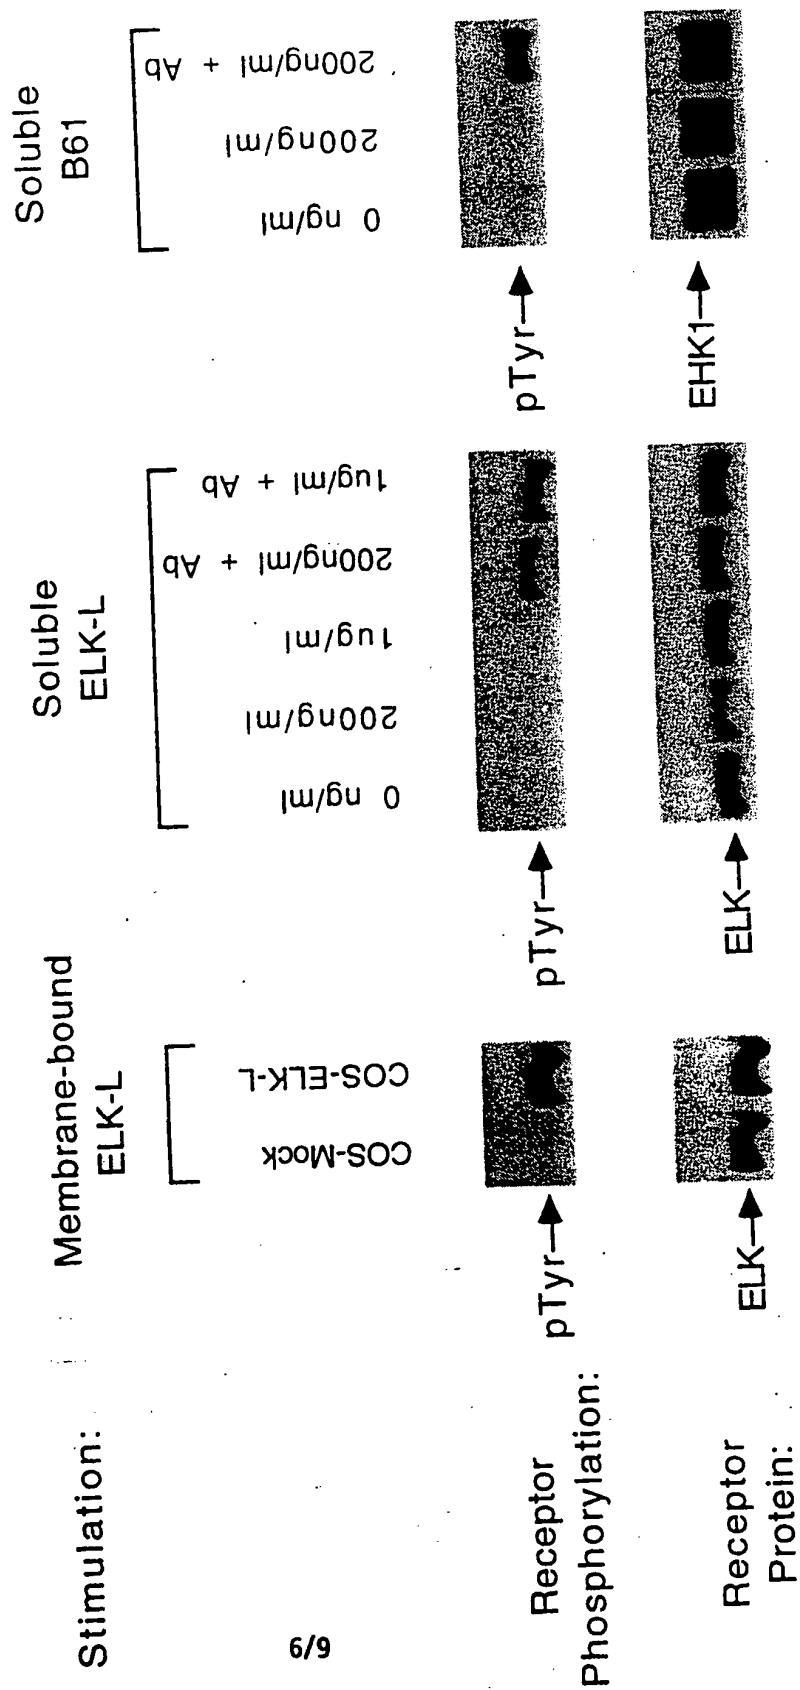 Stimulation:
Membrane-bound
ELK-L
Soluble
ELK-L
Soluble
B61
COS-Mock
COS-ELK-L
0 ng/ml
200ng/ml
1ug/ml
200ng/ml + Ab
1ug/ml + Ab
0 ng/ml
200ng/ml
200ng/ml + Ab
Receptor
Phosphorylation:
pTyr
pTyr
pTyr
Receptor
Protein:
ELK
ELK
EHK1
6/9